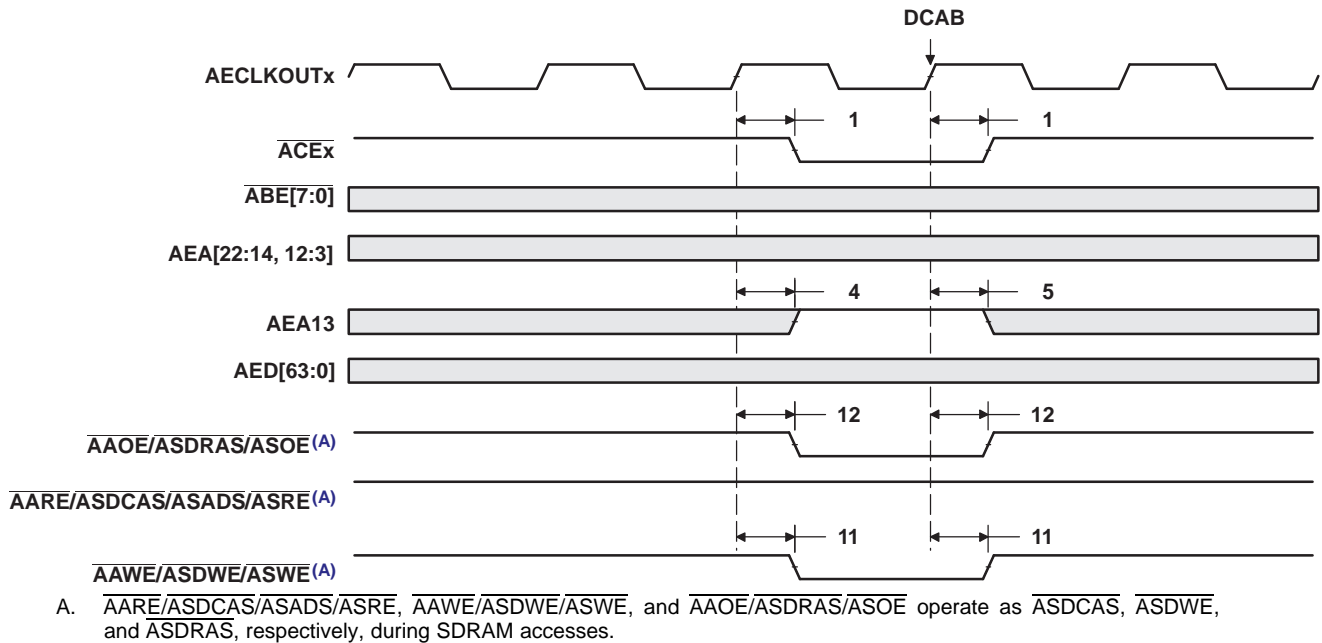 DCAB
AECLKOUTx
1 1
ACEx
ABE[7:0]
AEA[22:14, 12:3]
4 5
AEA13
AED[63:0]
12 12
AAOE/ASDRAS/ASOE(A)
AARE/ASDCAS/ASADS/ASRE(A)
11 11
AAWE/ASDWE/ASWE(A)
A. AARE/ASDCAS/ASADS/ASRE, AAWE/ASDWE/ASWE, and AAOE/ASDRAS/ASOE operate as ASDCAS, ASDWE,
and ASDRAS, respectively, during SDRAM accesses.